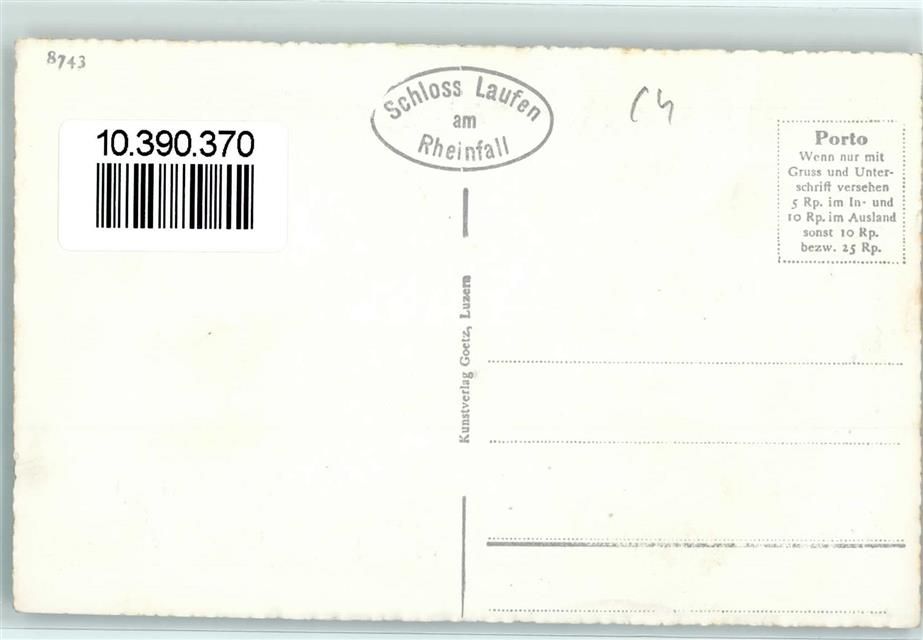 8743
10.390.370
Schloss Laufen
am
Rheinfall
Porto
Wenn nur mit
Gruss und Unter-
schrift versehen
5 Rp. im In- und
10 Rp. im Ausland
sonst 10 Rp.
bezw. 25 Rp.
Kunstverlag Goetz, Luzern